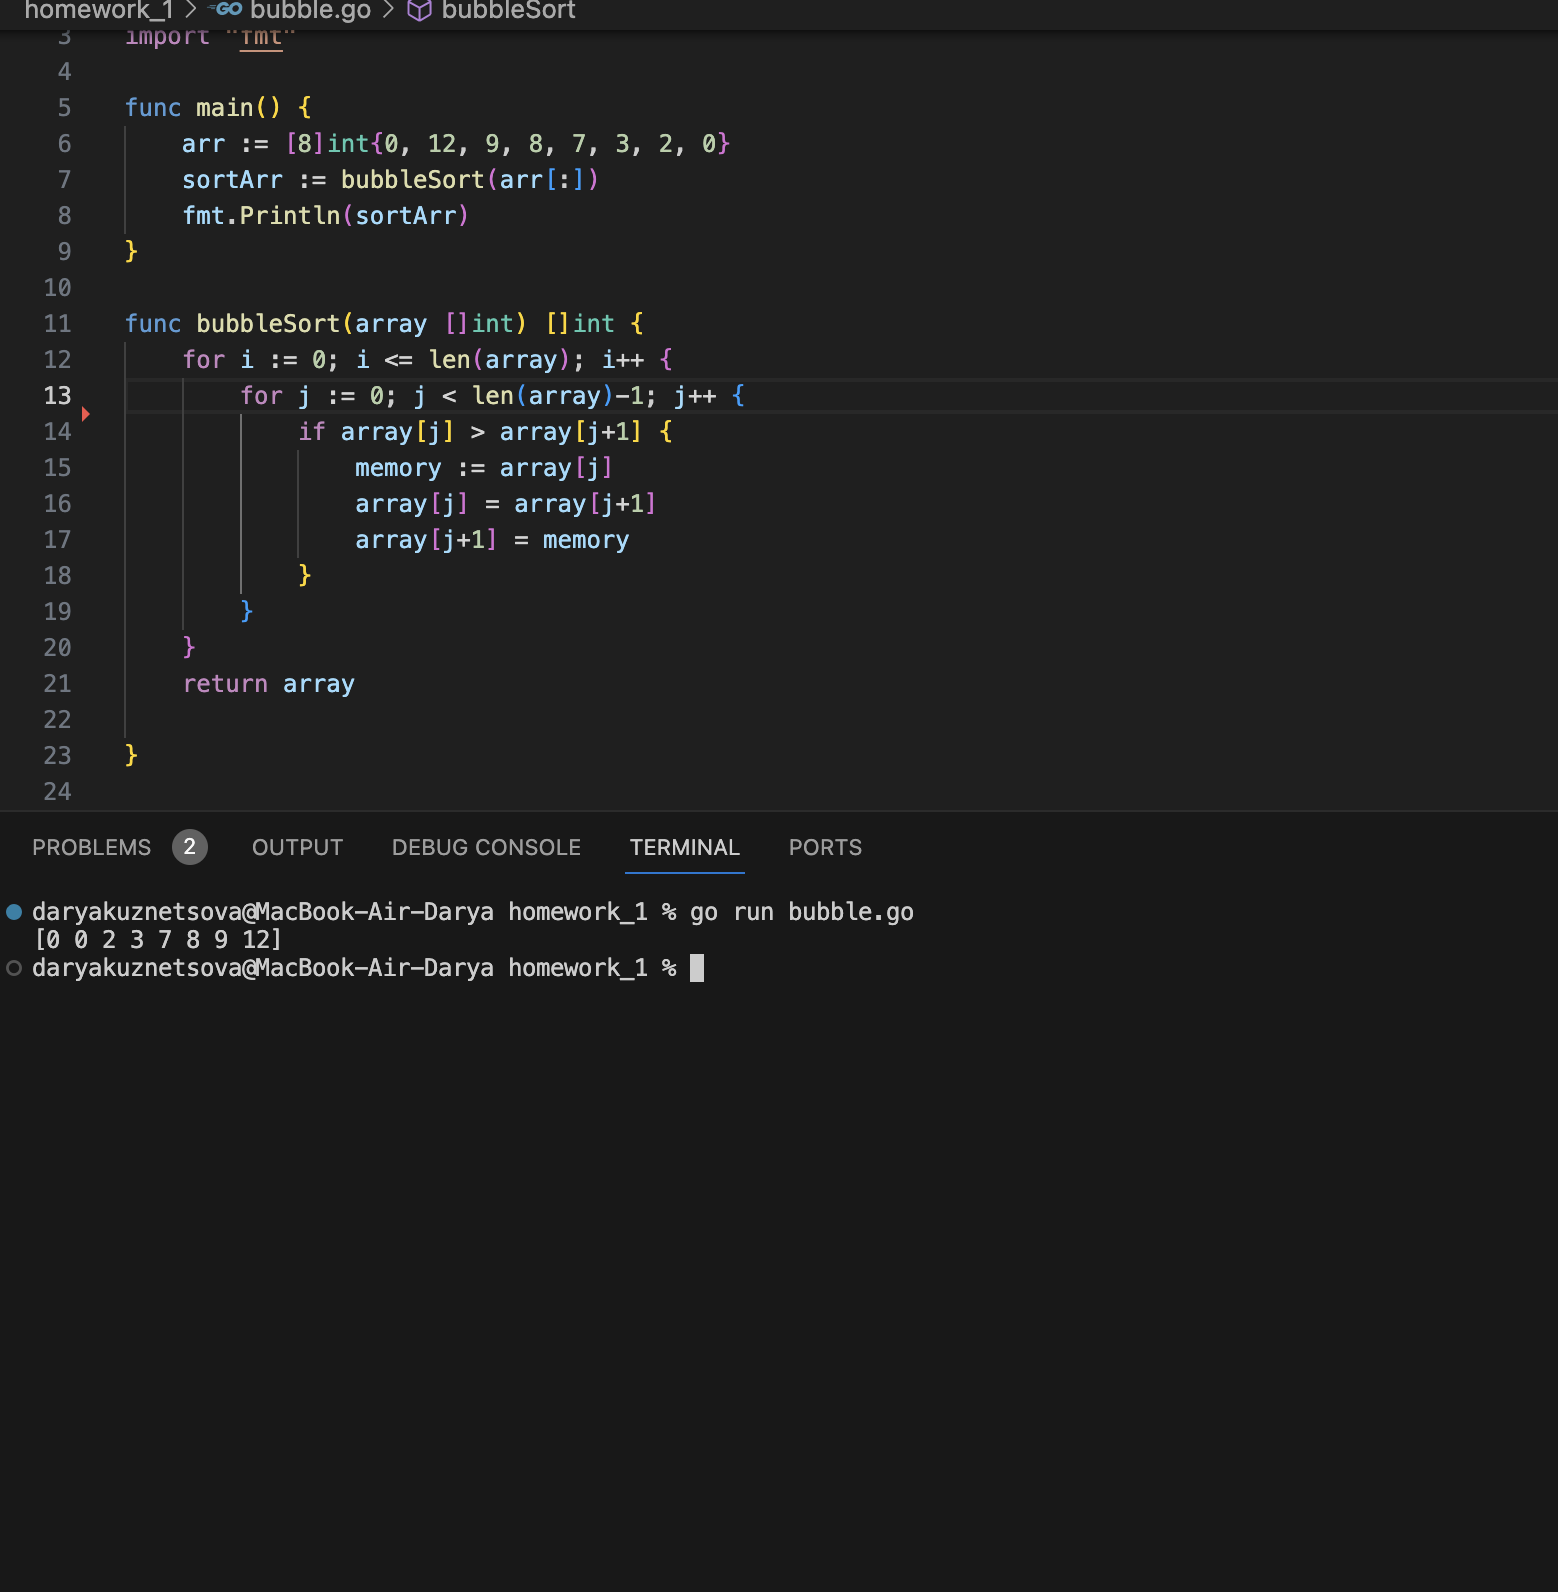 homework_1 > GO bubble.go > bubbleSort
3 import "fmt"
4
5 func main() {
6 arr := [8]int{0, 12, 9, 8, 7, 3, 2, 0}
7 sortArr := bubbleSort(arr[:])
8 fmt.Println(sortArr)
9 }
10
11 func bubbleSort(array []int) []int {
12 for i := 0; i <= len(array); i++ {
13 for j := 0; j < len(array)-1; j++ {
14 if array[j] > array[j+1] {
15 memory := array[j]
16 array[j] = array[j+1]
17 array[j+1] = memory
18 }
19 }
20 }
21 return array
22
23 }
24
PROBLEMS 2 OUTPUT DEBUG CONSOLE TERMINAL PORTS
daryakuznetsova@MacBook-Air-Darya homework_1 % go run bubble.go
[0 0 2 3 7 8 9 12]
daryakuznetsova@MacBook-Air-Darya homework_1 %